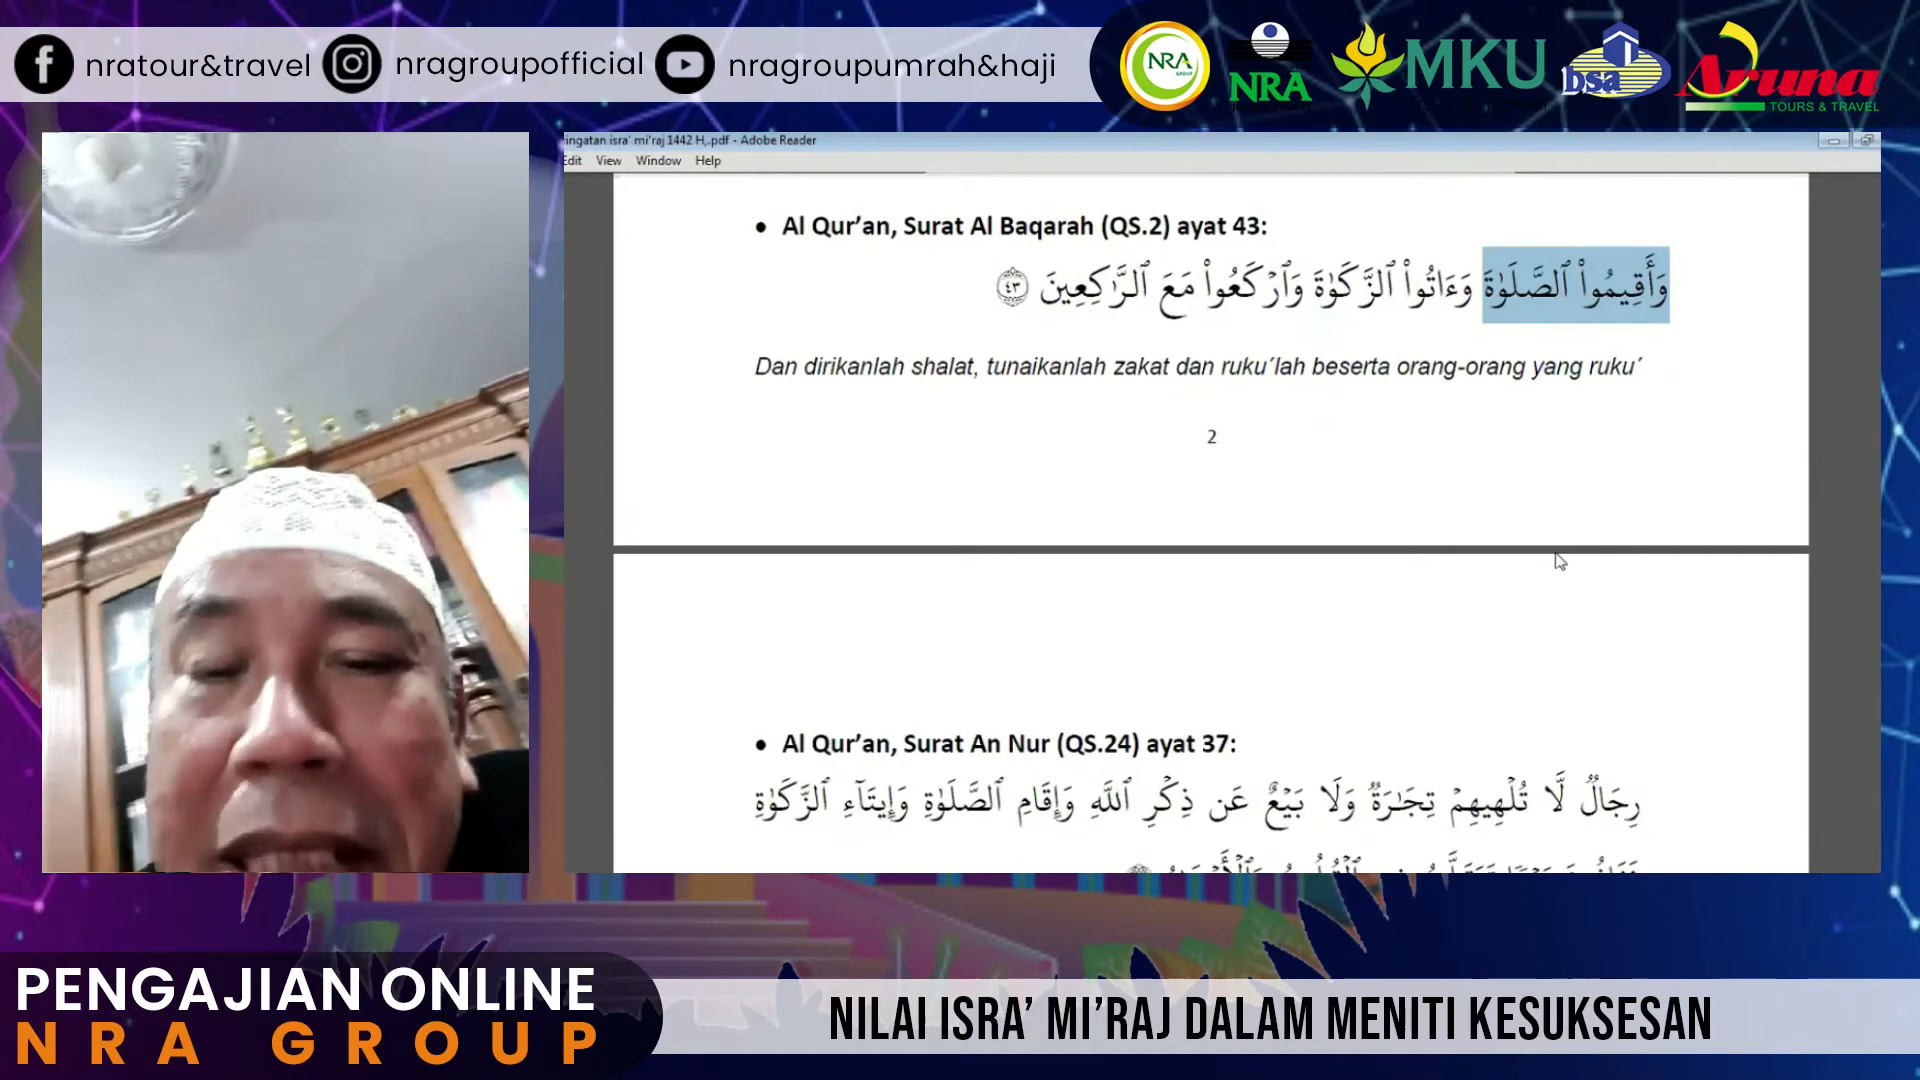 nratour&travel nragroupofficial nragroupumrah&haji
NRA GROUP
NRA
MKU
bsa
Aruna
TOURS & TRAVEL
ingatan isra' mi'raj 1442 H,.pdf - Adobe Reader
Edit View Window Help
• Al Qur’an, Surat Al Baqarah (QS.2) ayat 43:
وَأَقِيمُوا۟ ٱلصَّلَوٰةَ وَءَاتُوا۟ ٱلزَّكَوٰةَ وَٱرْكَعُوا۟ مَعَ ٱلرَّٰكِعِينَ ٤٣
Dan dirikanlah shalat, tunaikanlah zakat dan ruku´lah beserta orang-orang yang ruku´
2
• Al Qur’an, Surat An Nur (QS.24) ayat 37:
رِجَالٌ لَّا تُلْهِيهِمْ تِجَٰرَةٌ وَلَا بَيْعٌ عَن ذِكْرِ ٱللَّهِ وَإِقَامِ ٱلصَّلَوٰةِ وَإِيتَآءِ ٱلزَّكَوٰةِ
PENGAJIAN ONLINE
NRA GROUP
NILAI ISRA’ MI’RAJ DALAM MENITI KESUKSESAN